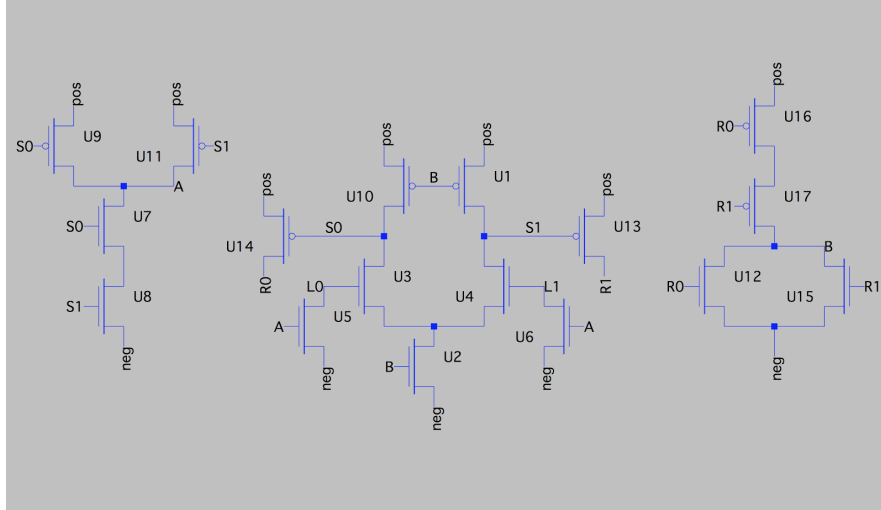 pos
pos
pos
U9
U16
S0
U11
S1
R0
pos
pos
A
B
U1
U10
pos
pos
U7
R1
U17
S0
S0
S1
U13
U14
B
R0
L0
U3
R1
U12
S1
U8
U4
L1
R0
U15
R1
U5
A
U6
A
neg
U2
neg
B
neg
neg
neg